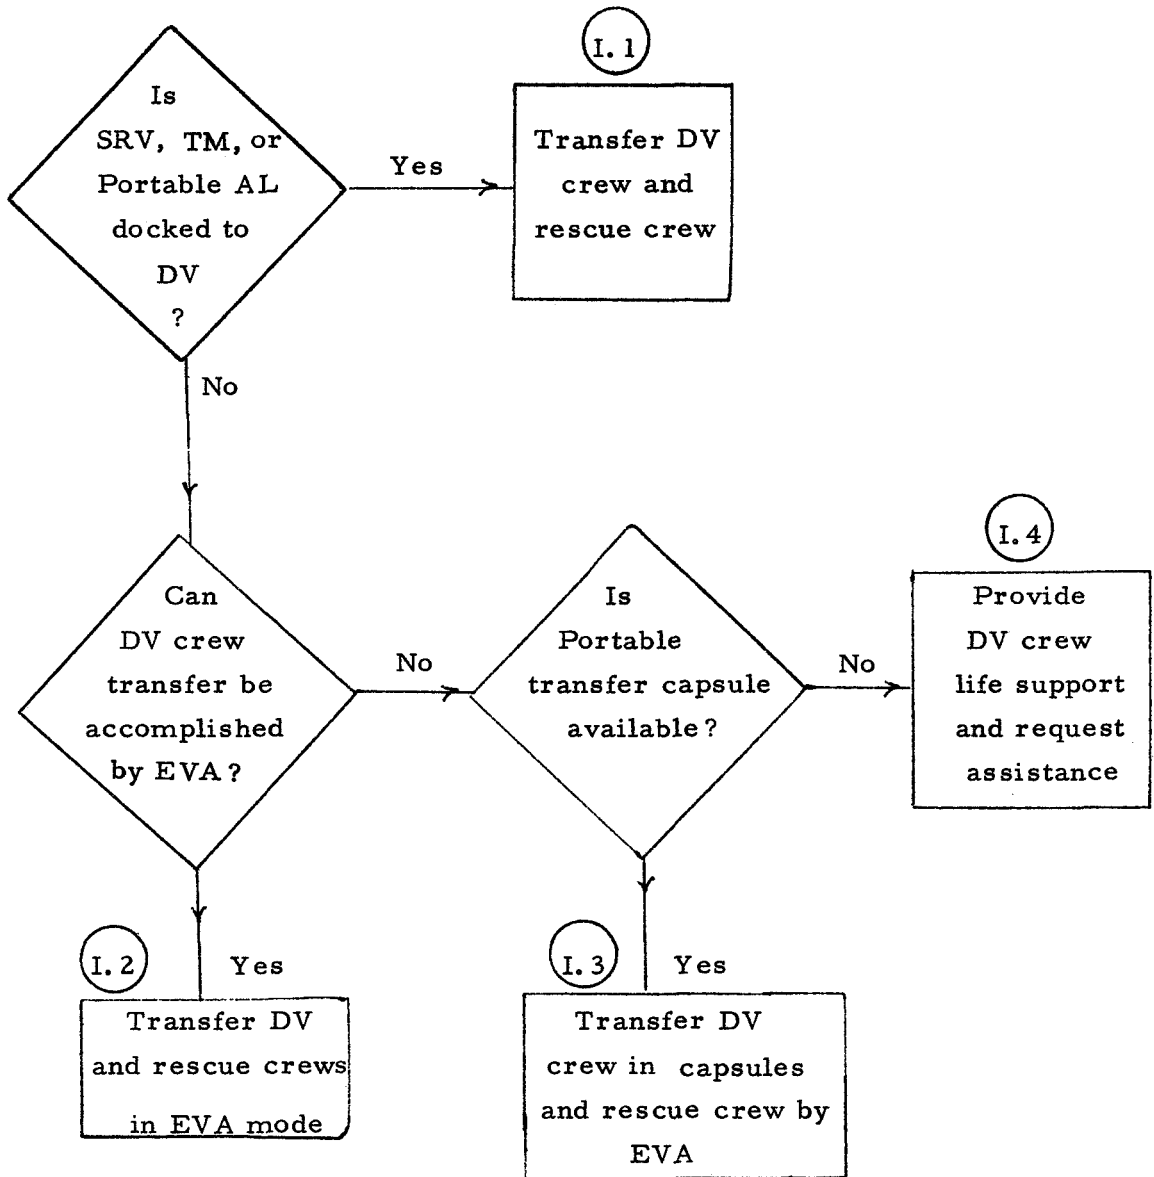 I. 1
Is
SRV, TM, or
Portable AL
docked to
DV
?
Yes
Transfer DV
crew and
rescue crew
No
Can
DV crew
transfer be
accomplished
by EVA?
No
Is
Portable
transfer capsule
available?
No
I. 4
Provide
DV crew
life support
and request
assistance
I. 2
Yes
Transfer DV
and rescue crews
in EVA mode
I. 3
Yes
Transfer DV
crew in capsules
and rescue crew by
EVA